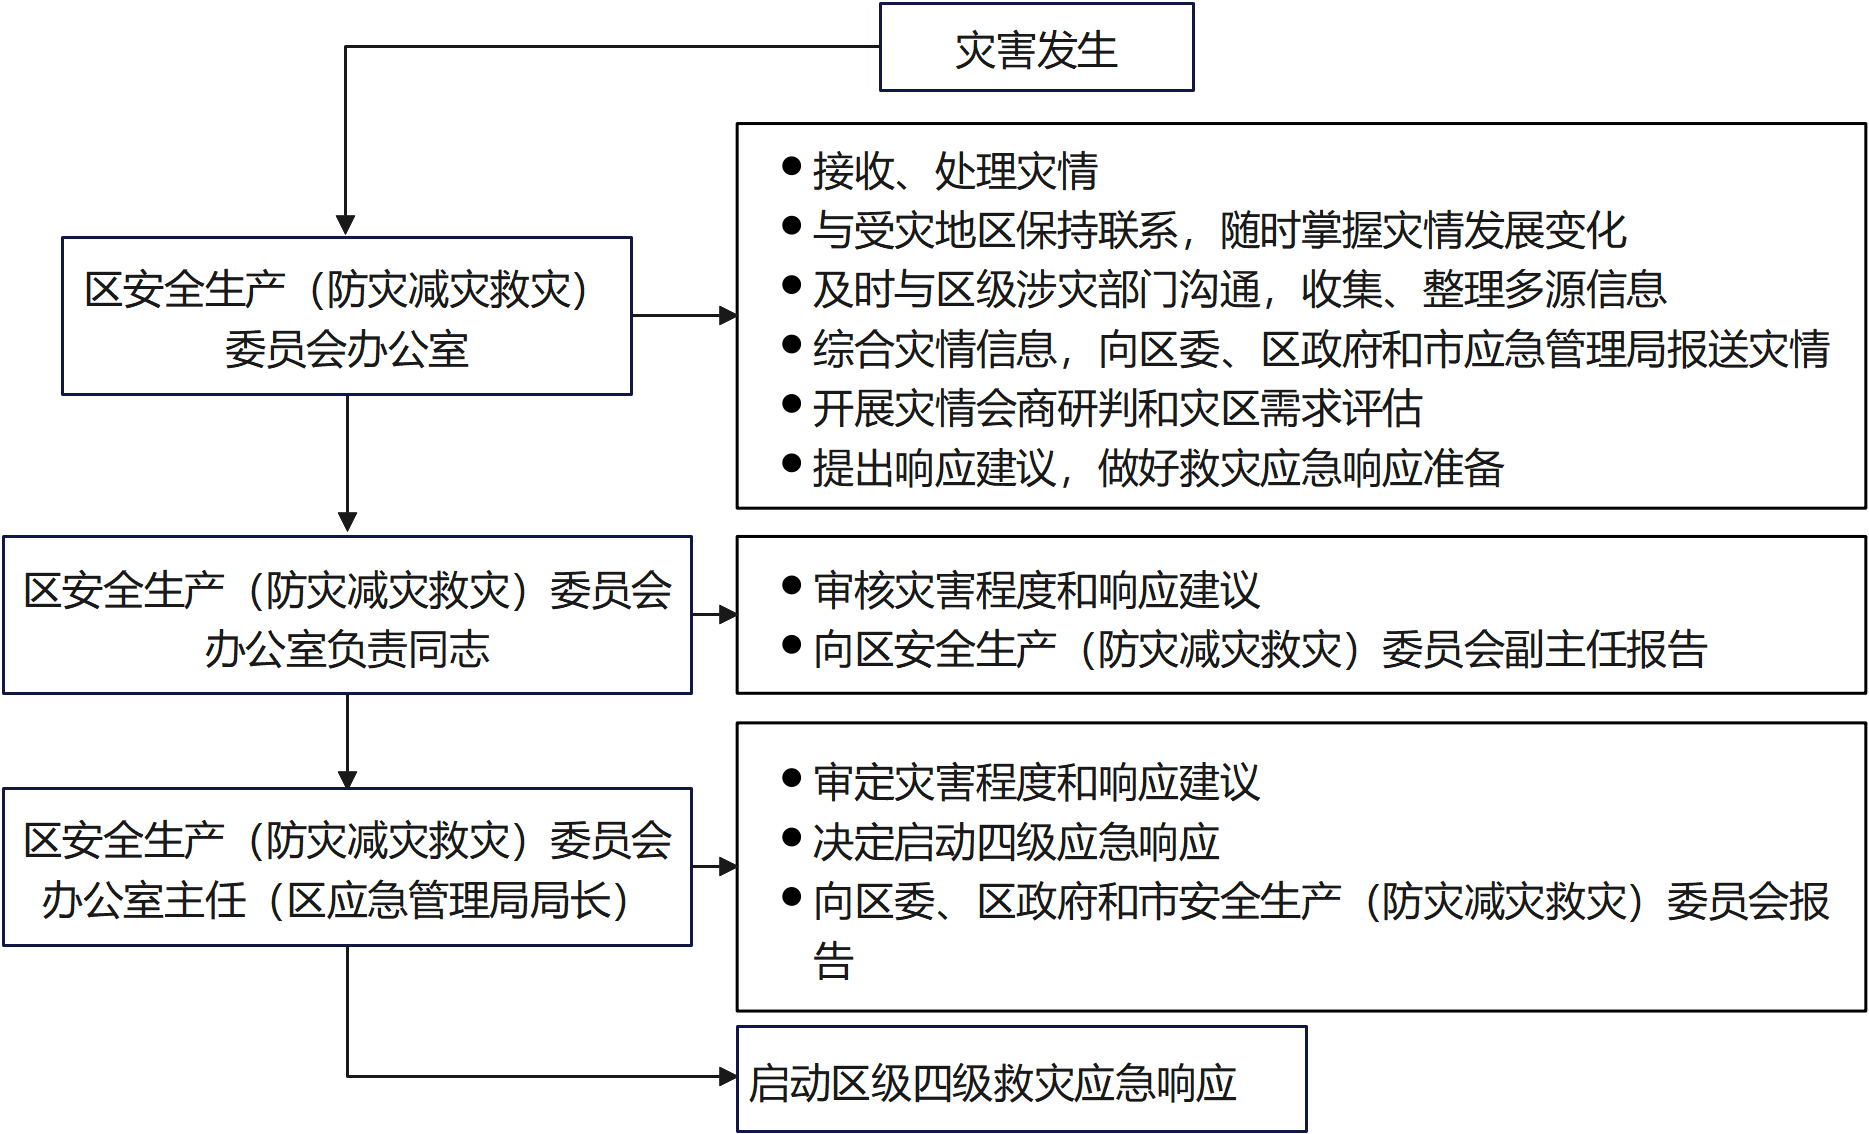 灾害发生
区安全生产（防灾减灾救灾）
委员会办公室
● 接收、处理灾情
● 与受灾地区保持联系，随时掌握灾情发展变化
● 及时与区级涉灾部门沟通，收集、整理多源信息
● 综合灾情信息，向区委、区政府和市应急管理局报送灾情
● 开展灾情会商研判和灾区需求评估
● 提出响应建议，做好救灾应急响应准备
区安全生产（防灾减灾救灾）委员会
办公室负责同志
● 审核灾害程度和响应建议
● 向区安全生产（防灾减灾救灾）委员会副主任报告
区安全生产（防灾减灾救灾）委员会
办公室主任（区应急管理局局长）
● 审定灾害程度和响应建议
● 决定启动四级应急响应
● 向区委、区政府和市安全生产（防灾减灾救灾）委员会报
告
启动区级四级救灾应急响应